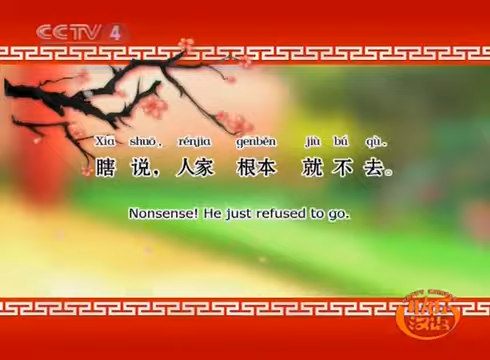 CCTV 4
Xiā shuō, rénjia gēnběn jiù bú qù.
瞎 说，人家 根本 就 不 去。
Nonsense! He just refused to go.